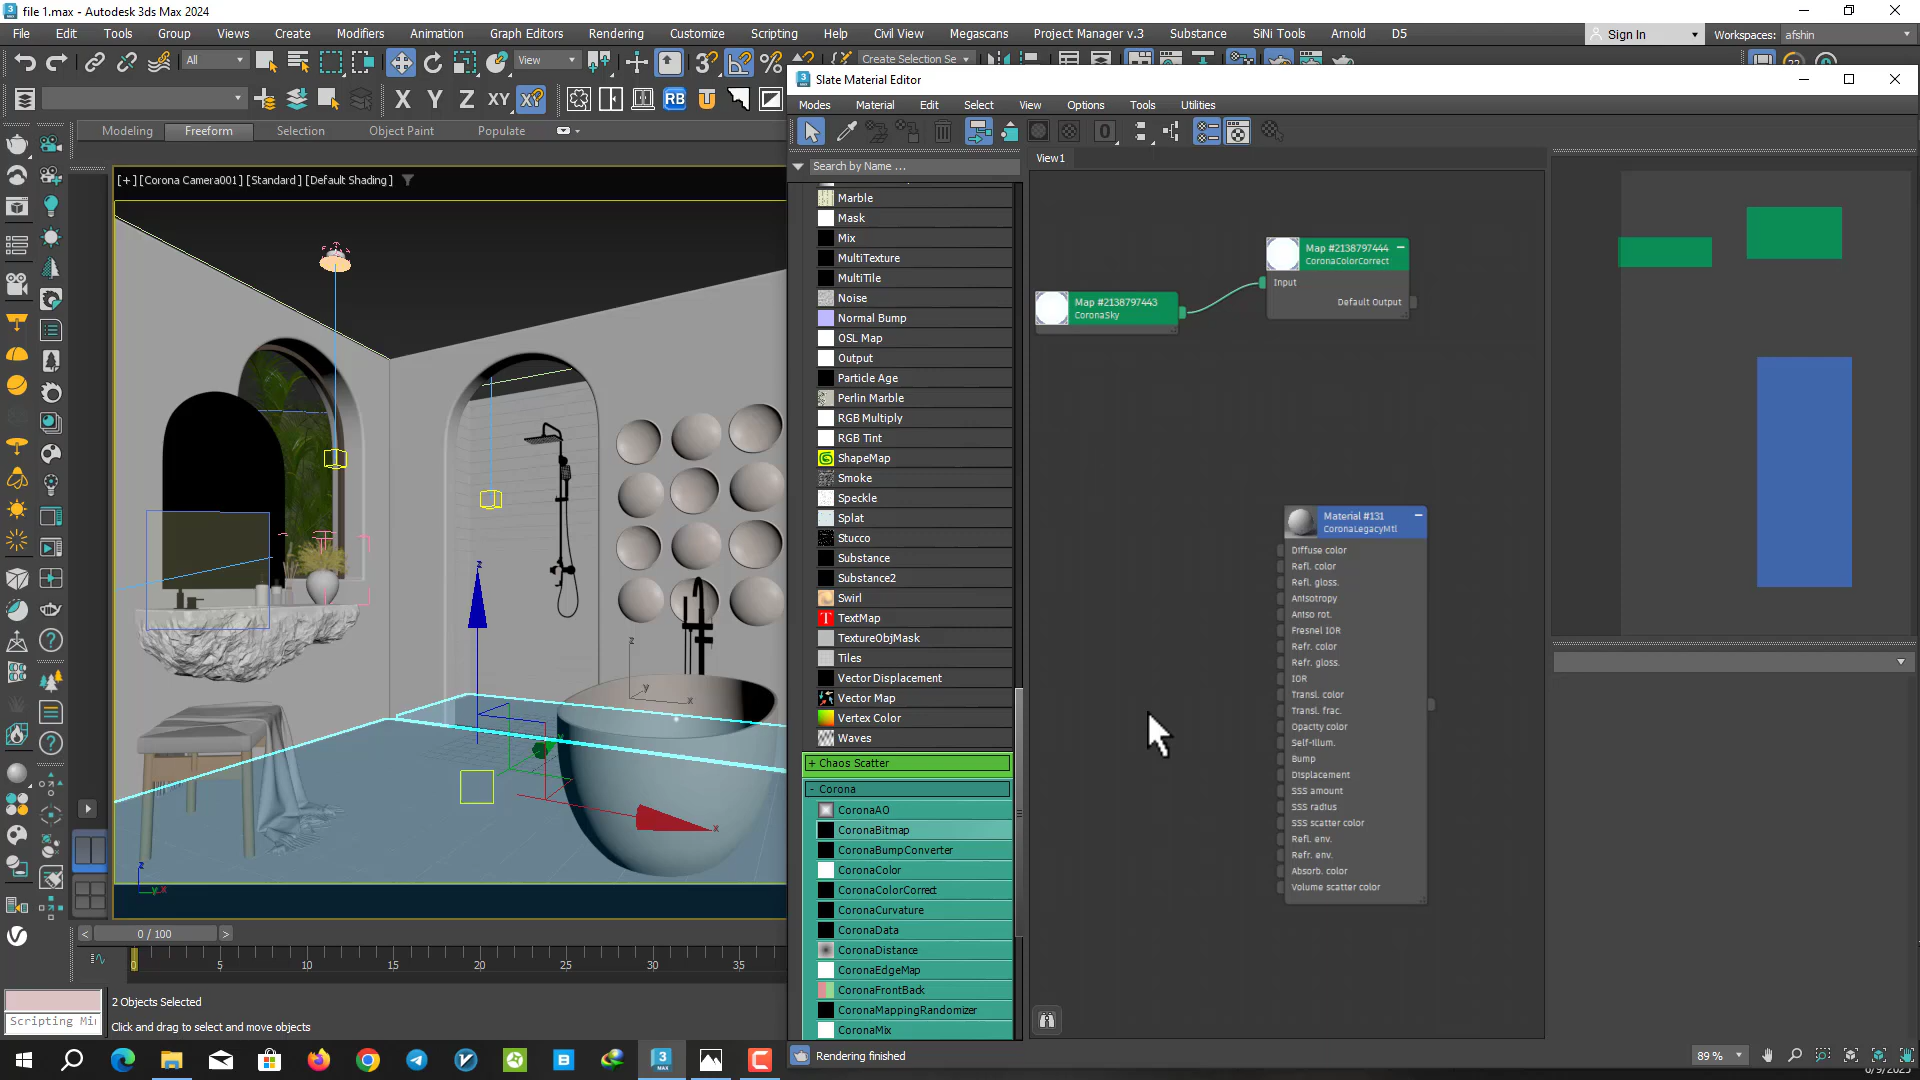 file 1.max - Autodesk 3ds Max 2024
File Edit Tools Group Views Create Modifiers Animation Graph Editors Rendering Customize Scripting Help Civil View Megascans Project Manager v.3 Substance SiNi Tools Arnold D5
Sign In
Workspaces: afshin
All
View
Create Selection Se
X Y Z XY
RB
Modeling Freeform Selection Object Paint Populate
[+] [Corona Camera001] [Standard] [Default Shading]
Slate Material Editor
Modes Material Edit Select View Options Tools Utilities
Search by Name ...
View1
Marble
Mask
Mix
MultiTexture
MultiTile
Noise
Normal Bump
OSL Map
Output
Particle Age
Perlin Marble
RGB Multiply
RGB Tint
ShapeMap
Smoke
Speckle
Splat
Stucco
Substance
Substance2
Swirl
TextMap
TextureObjMask
Tiles
Vector Displacement
Vector Map
Vertex Color
Waves
+ Chaos Scatter
- Corona
CoronaAO
CoronaBitmap
CoronaBumpConverter
CoronaColor
CoronaColorCorrect
CoronaCurvature
CoronaData
CoronaDistance
CoronaEdgeMap
CoronaFrontBack
CoronaMappingRandomizer
CoronaMix
Map #2138797444
CoronaColorCorrect
Input
Default Output
Map #2138797443
CoronaSky
Material #131
CoronaLegacyMtl
Diffuse color
Refl. color
Refl. gloss.
Anisotropy
Aniso rot.
Fresnel IOR
Refr. color
Refr. gloss.
IOR
Transl. color
Transl. frac.
Opacity color
Self-Illum.
Bump
Displacement
SSS amount
SSS radius
SSS scatter color
Refl. env.
Refr. env.
Absorb. color
Volume scatter color
z
x
y
z
x
z
0 / 100
0 5 10 15 20 25 30 35
2 Objects Selected
Scripting Mi
Click and drag to select and move objects
Rendering finished
89 %
6/9/2025